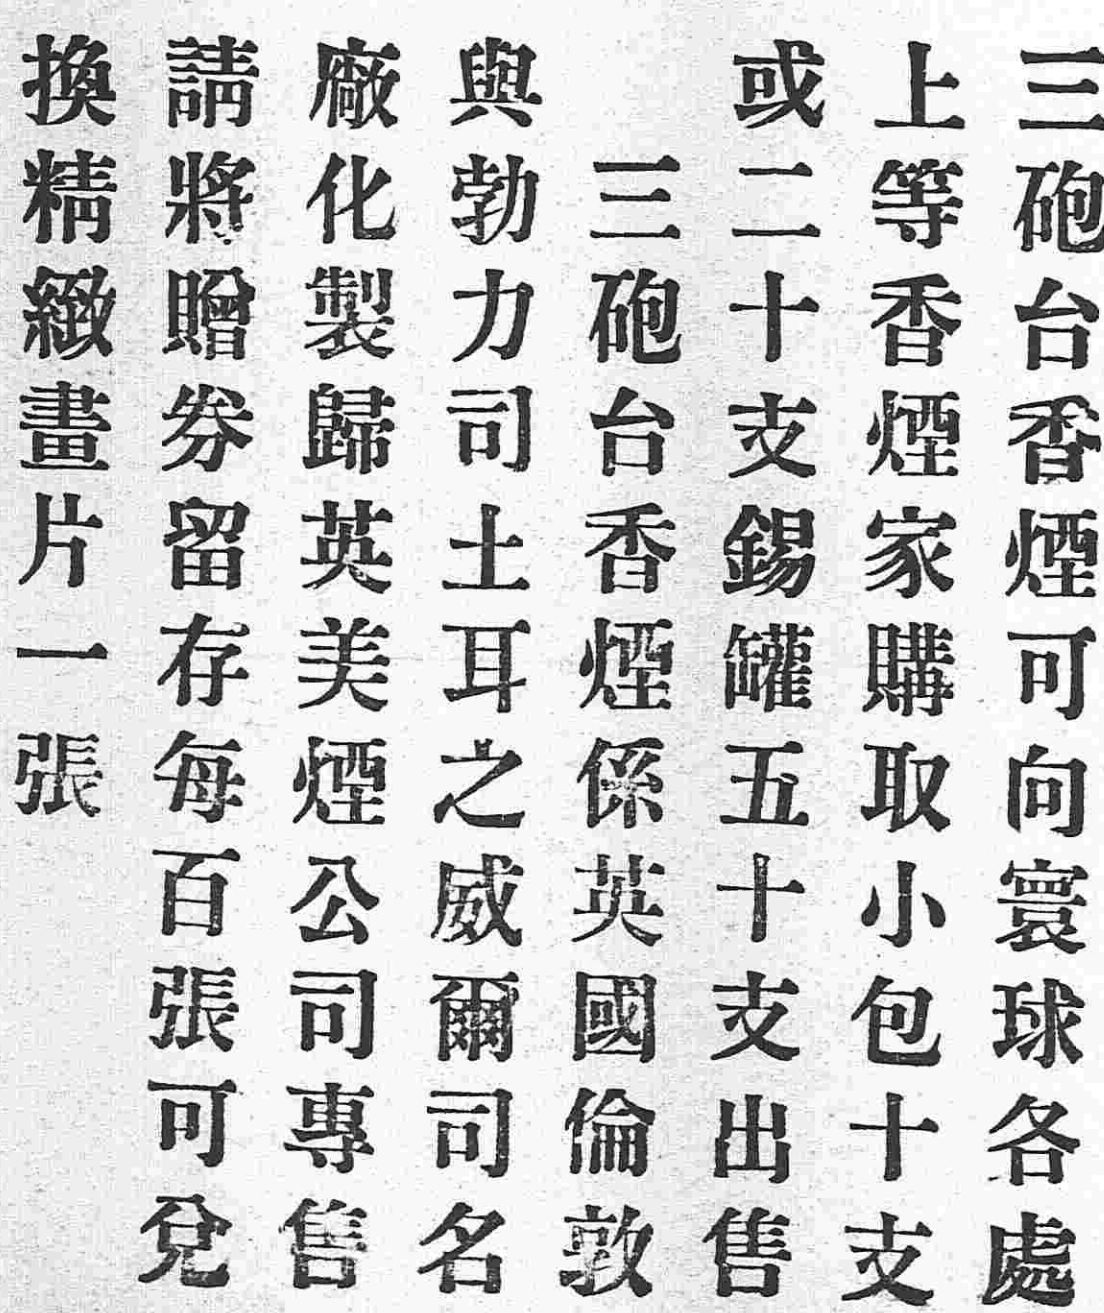 三砲台香煙可向寰球各處
上等香煙家購取小包十支
或二十支錫罐五十支出售
三砲台香煙係英國倫敦
與勃力司土耳之威爾司名
廠化製歸英美煙公司專售
請將贈券留存每百張可兌
換精緻畫片一張